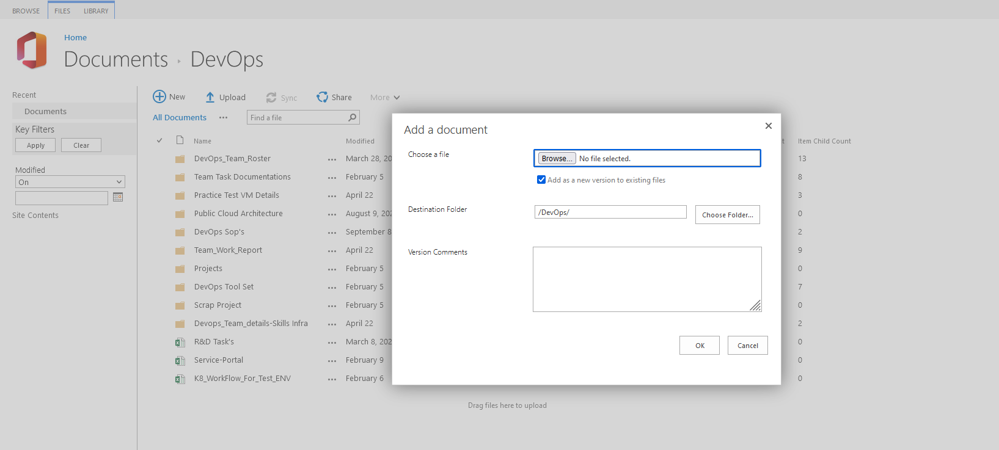 BROWSE FILES LIBRARY
Home
Documents ▸ DevOps
Recent
Documents
Key Filters
Apply Clear
Modified
On
Site Contents
New Upload Sync Share More
All Documents ••• Find a file
Name Modified Item Child Count
DevOps_Team_Roster ••• March 28, 20 13
Team Task Documentations ••• February 5 8
Practice Test VM Details ••• April 22 3
Public Cloud Architecture ••• August 9, 202 0
DevOps Sop's ••• September 8 2
Team_Work_Report ••• April 22 9
Projects ••• February 5 0
DevOps Tool Set ••• February 5 7
Scrap Project ••• February 5 0
Devops_Team_details-Skills Infra ••• April 22 2
R&D Task's ••• March 8, 202 0
Service-Portal ••• February 9 0
K8_WorkFlow_For_Test_ENV ••• February 6 0
Drag files here to upload
Add a document
Choose a file Browse... No file selected.
Add as a new version to existing files
Destination Folder /DevOps/ Choose Folder...
Version Comments
OK Cancel